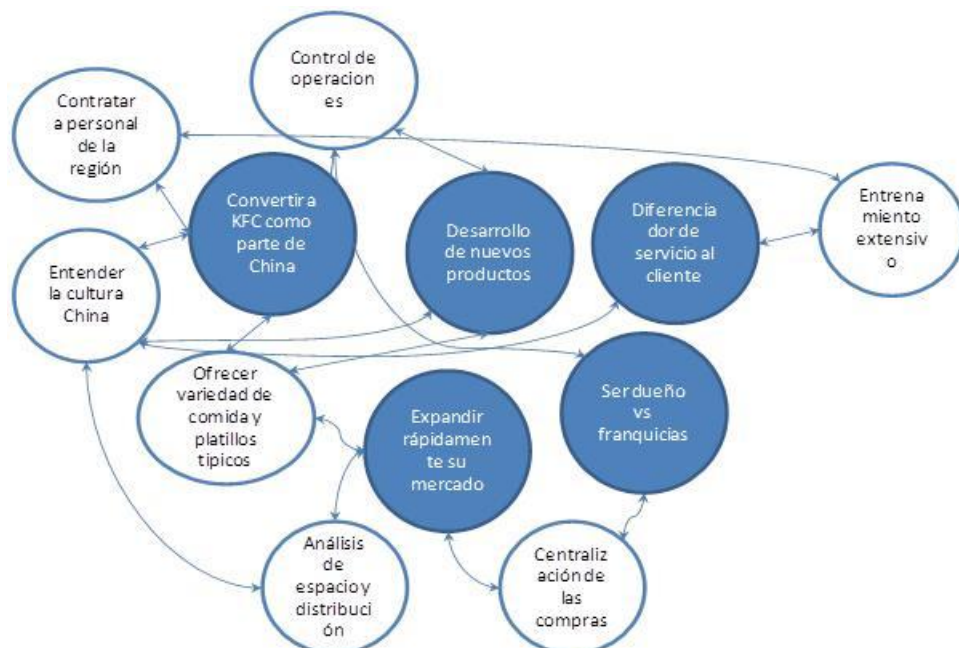 Control de
operacion
es
Contratar
a personal
de la
región
Convertir a
KFC como
parte de
China
Desarrollo
de nuevos
productos
Diferencia
dor de
servicio al
cliente
Entrena
miento
extensiv
o
Entender
la cultura
China
Ofrecer
variedad de
comida y
platillos
tipicos
Expandir
rápidamen
te su
mercado
Ser dueño
vs
franquicias
Análisis
de
espacio y
distribuci
ón
Centraliz
ación de
las
compras